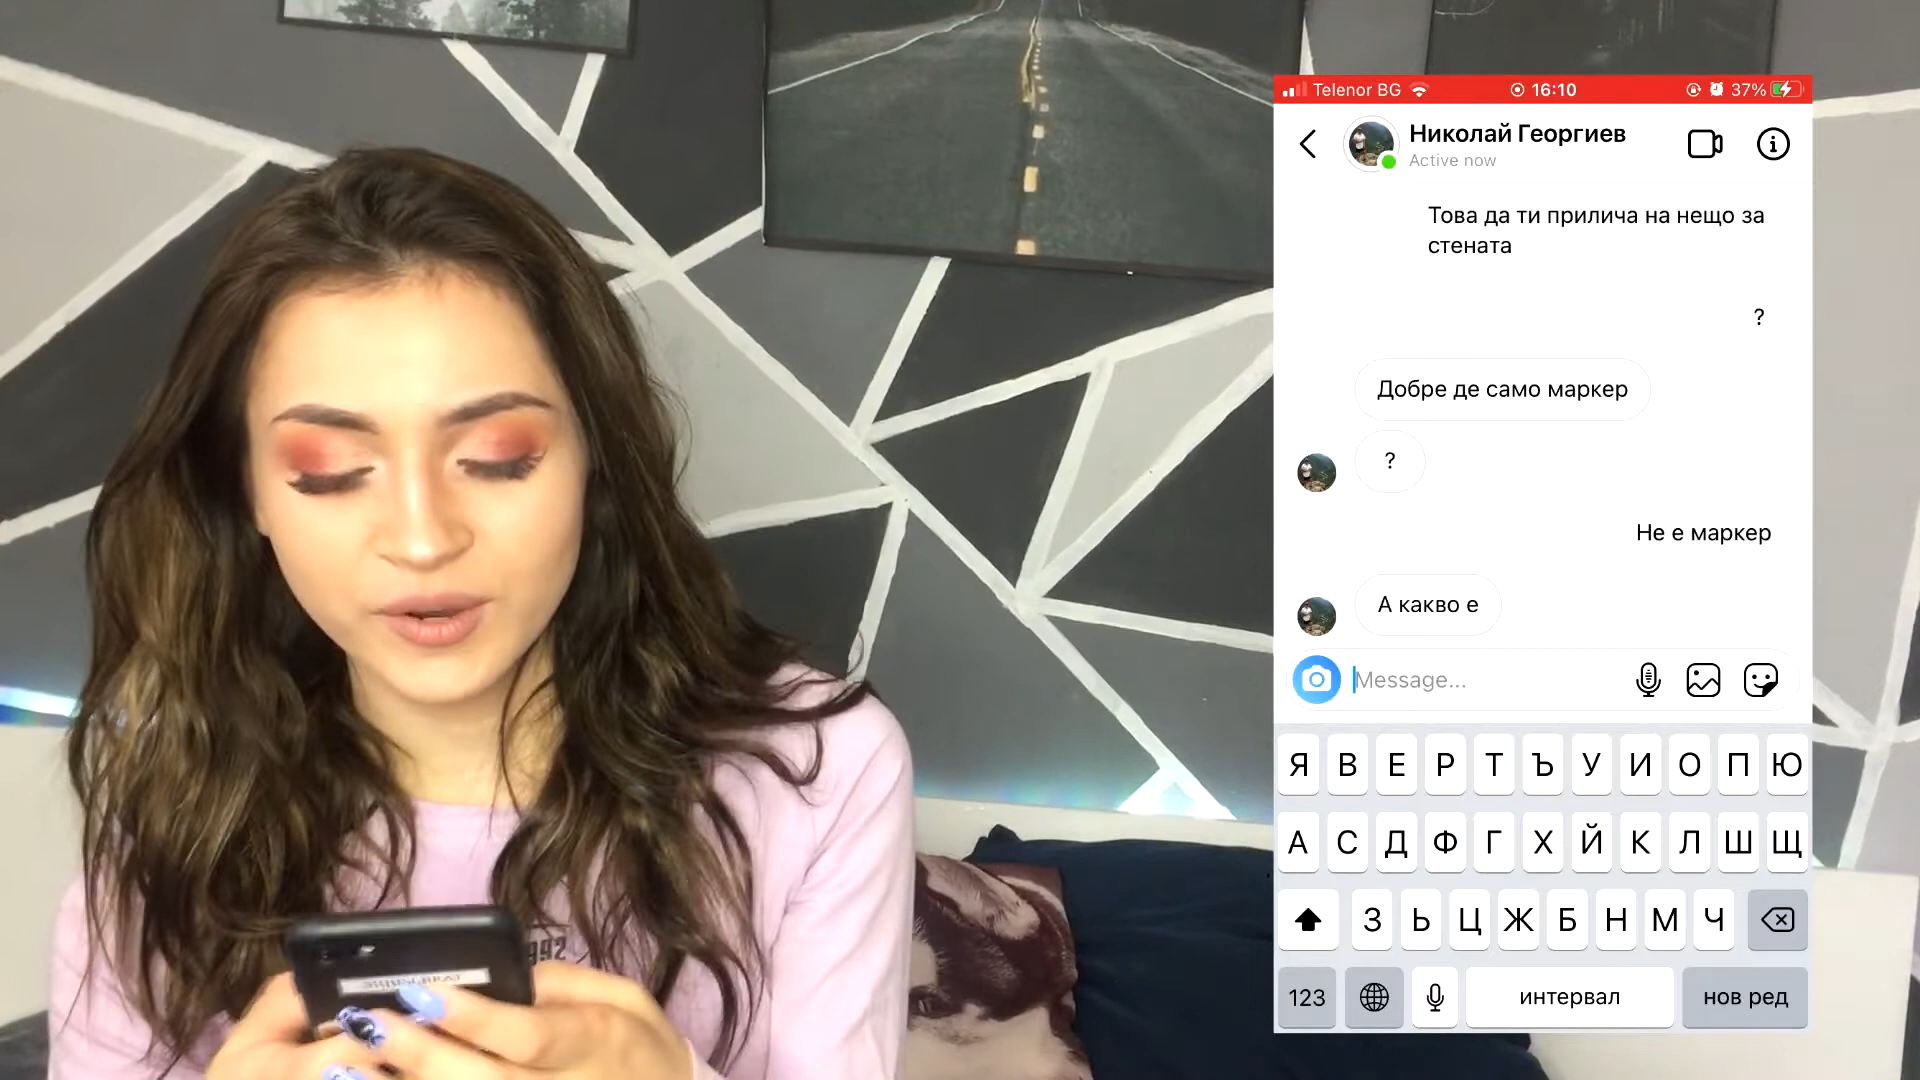 Telenor BG
16:10
37%
Николай Георгиев
Active now
Това да ти прилича на нещо за
стената
?
Добре де само маркер
?
Не е маркер
А какво е
Message...
Я В Е Р Т Ъ У И О П Ю
А С Д Ф Г Х Й К Л Ш Щ
З Ь Ц Ж Б Н М Ч
123
интервал
нов ред
992